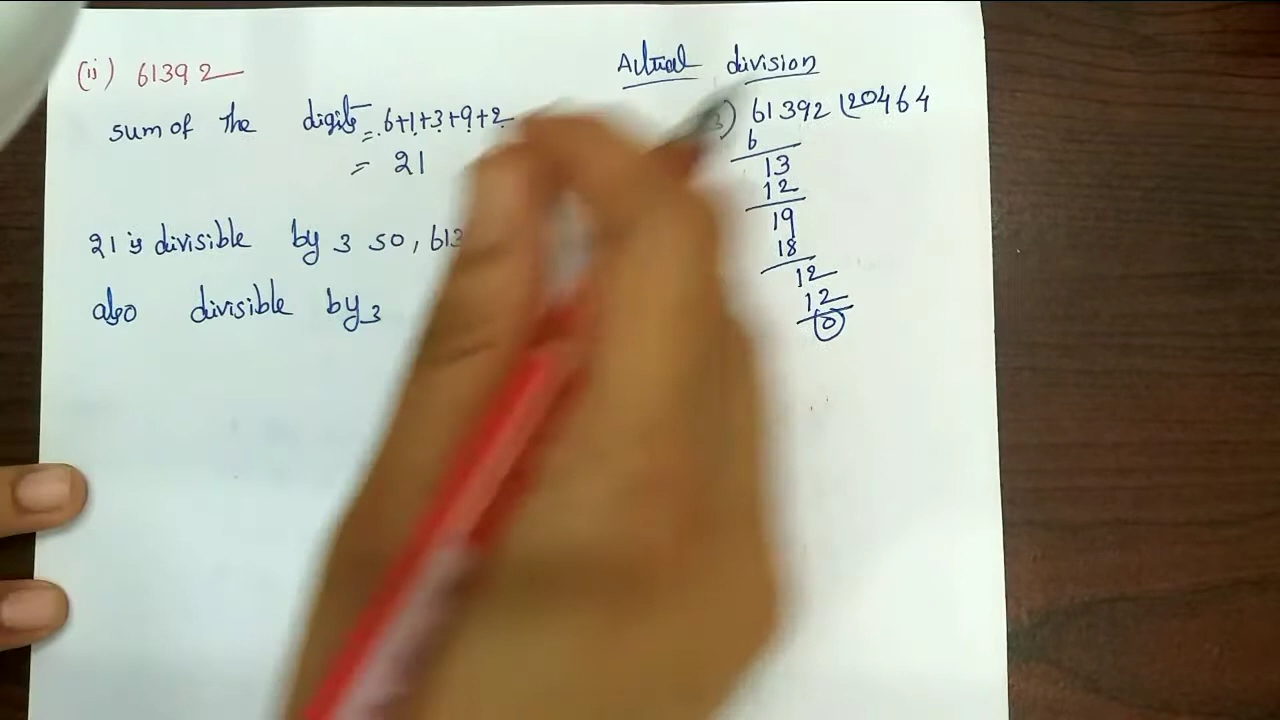 (ii) 61392
sum of the digits = 6+1+3+9+2
= 21
21 is divisible by 3 so, 613
also divisible by 3
Actual division
3) 61392 (20464
6
13
12
19
18
12
12
0